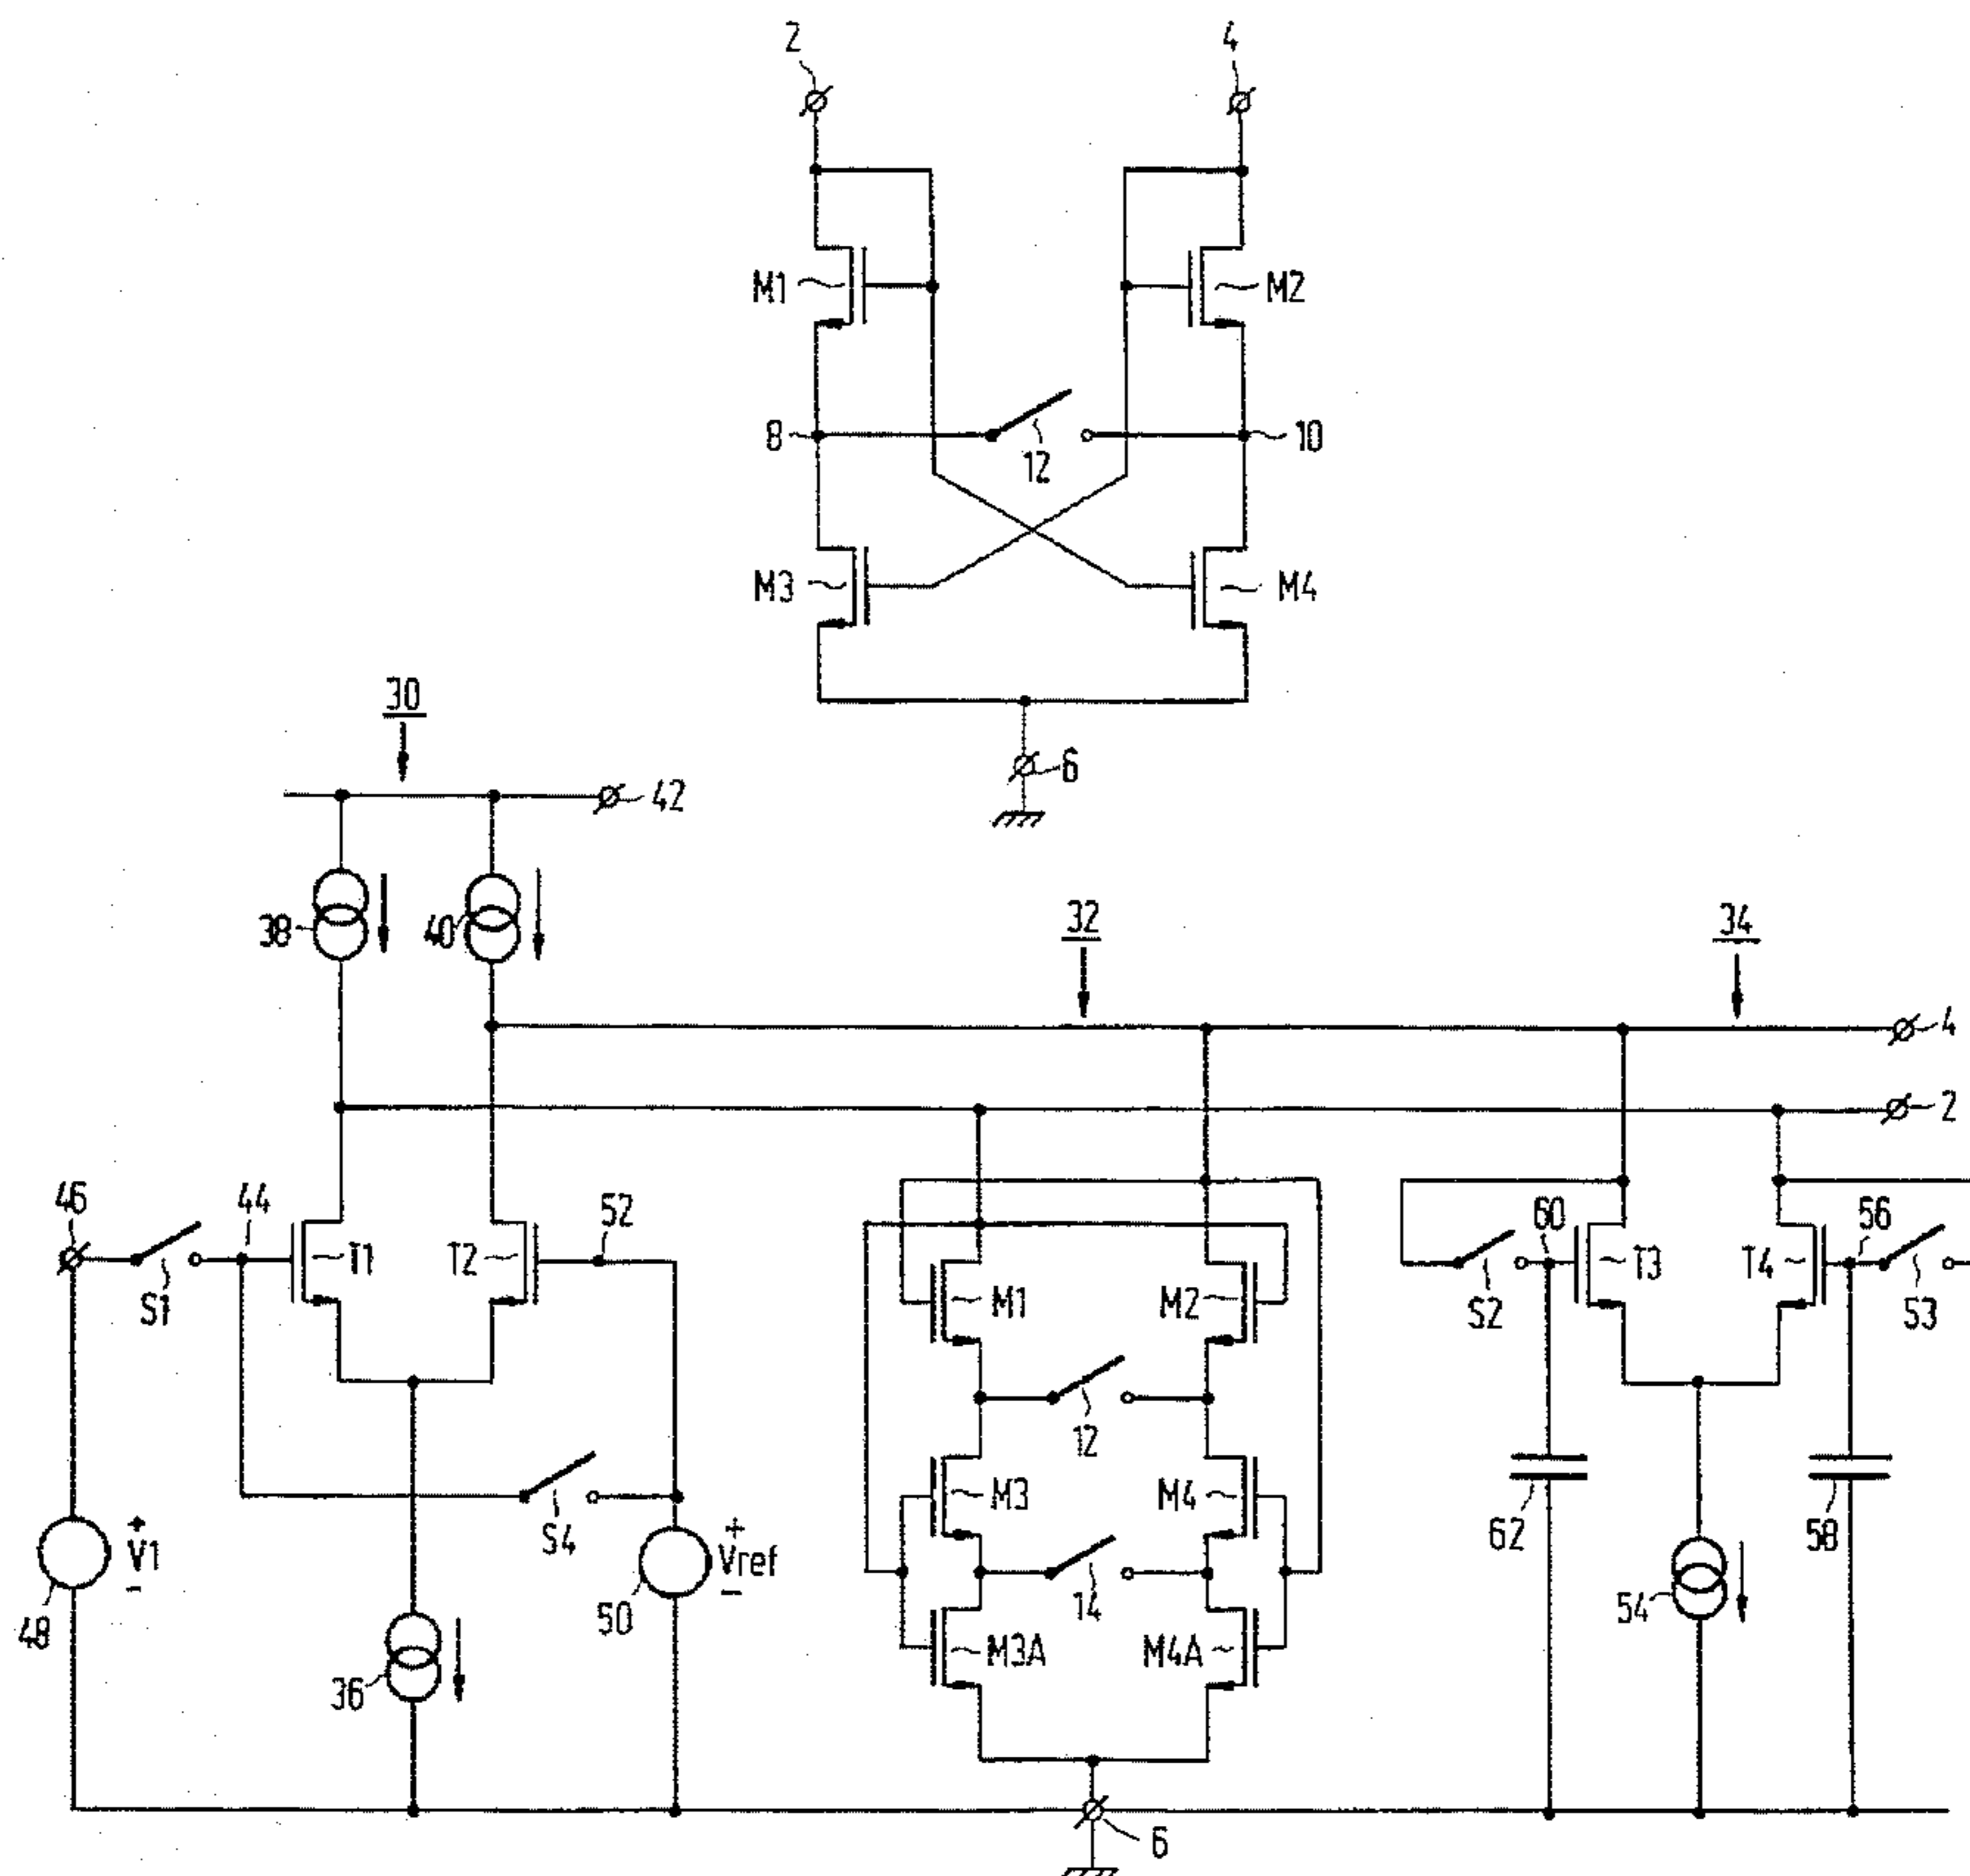 2 4
M1 M2
8 12 10
M3 M4
30
6
42
38 40 32 34
4
2
46 44 52 60 56
T1 T2 T3 T4
S1 M1 M2 S2 53
12
M3 M4
S4
+ V1 - + Vref - 62 58
14
48 50 54
36 M3A M4A
6